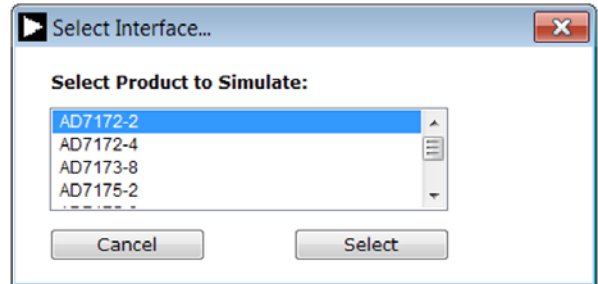 Select Interface...
Select Product to Simulate:
AD7172-2
AD7172-4
AD7173-8
AD7175-2
Cancel Select